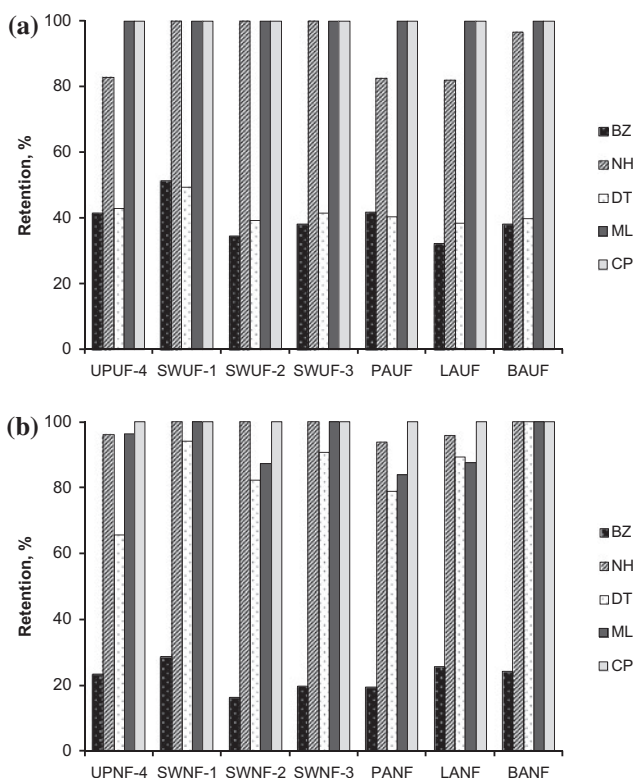 (a)
100
80
60
40
20
0
Retention, %
UPUF-4 SWUF-1 SWUF-2 SWUF-3 PAUF LAUF BAUF
BZ
NH
DT
ML
CP
(b)
100
80
60
40
20
0
Retention, %
UPNF-4 SWNF-1 SWNF-2 SWNF-3 PANF LANF BANF
BZ
NH
DT
ML
CP